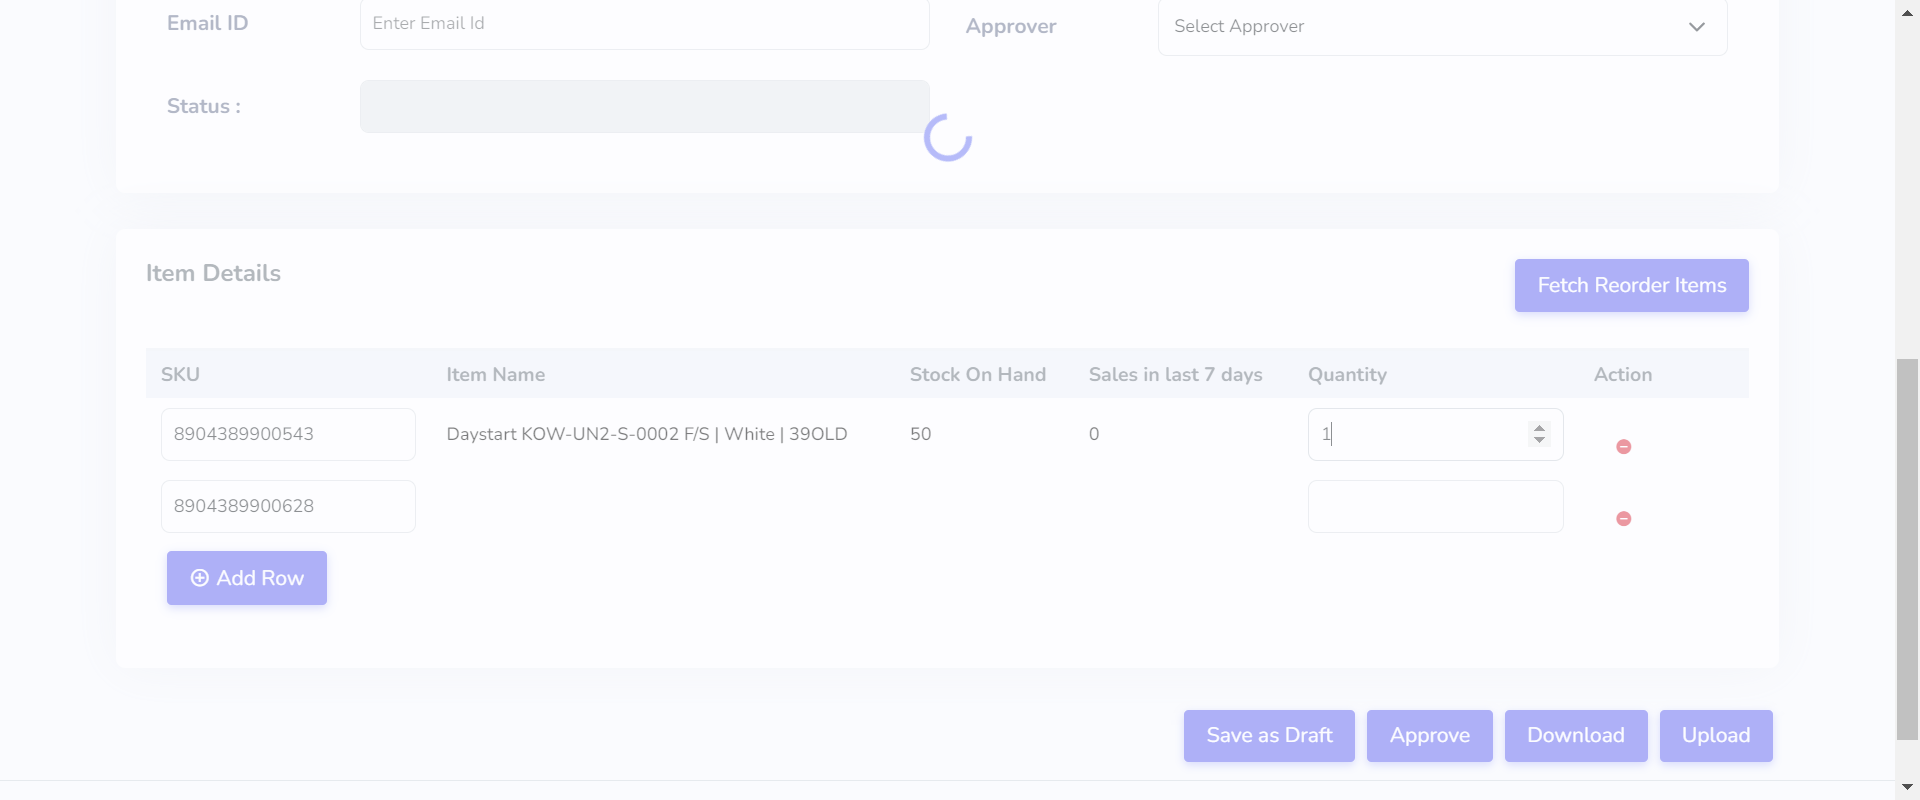 Email ID Enter Email Id Approver Select Approver
Status :
Item Details
Fetch Reorder Items
SKU Item Name Stock On Hand Sales in last 7 days Quantity Action
8904389900543 Daystart KOW-UN2-S-0002 F/S | White | 39OLD 50 0 1
8904389900628
Add Row
Save as Draft Approve Download Upload